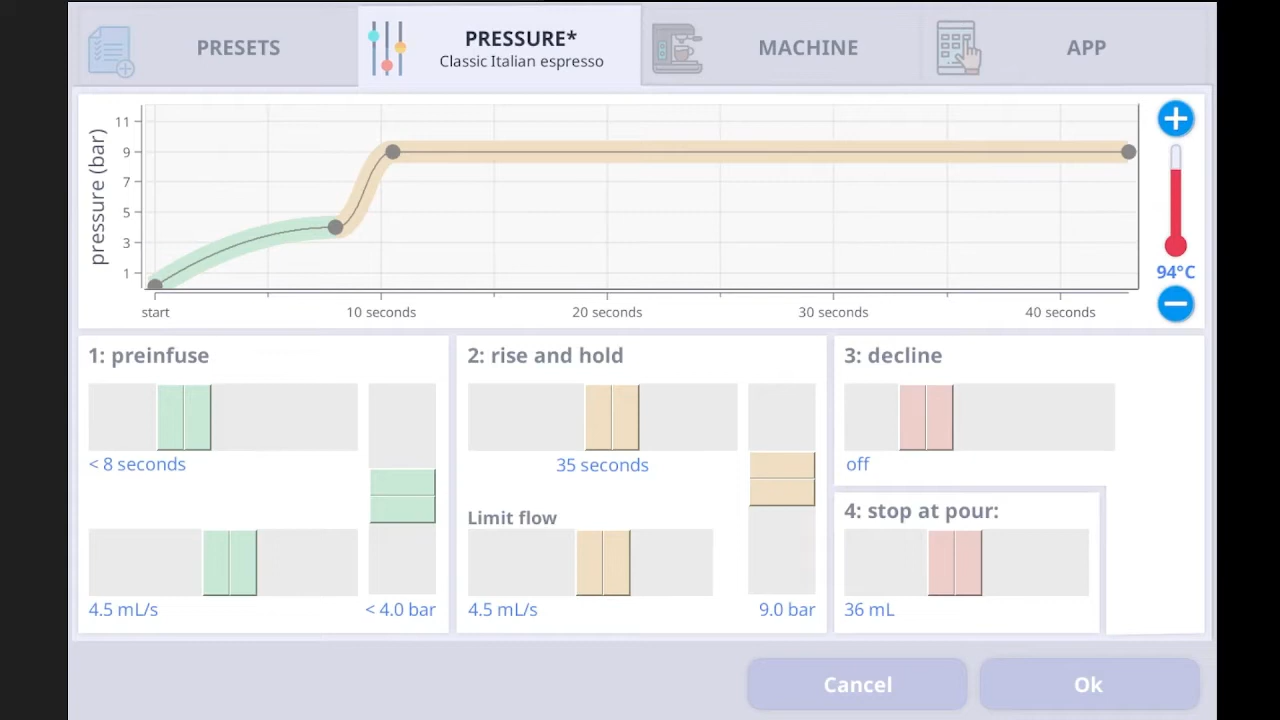 PRESETS
PRESSURE*
Classic Italian espresso
MACHINE
APP
pressure (bar)
11
9
7
5
3
1
start
10 seconds
20 seconds
30 seconds
40 seconds
94°C
1: preinfuse
< 8 seconds
4.5 mL/s
< 4.0 bar
2: rise and hold
35 seconds
Limit flow
4.5 mL/s
9.0 bar
3: decline
off
4: stop at pour:
36 mL
Cancel
Ok